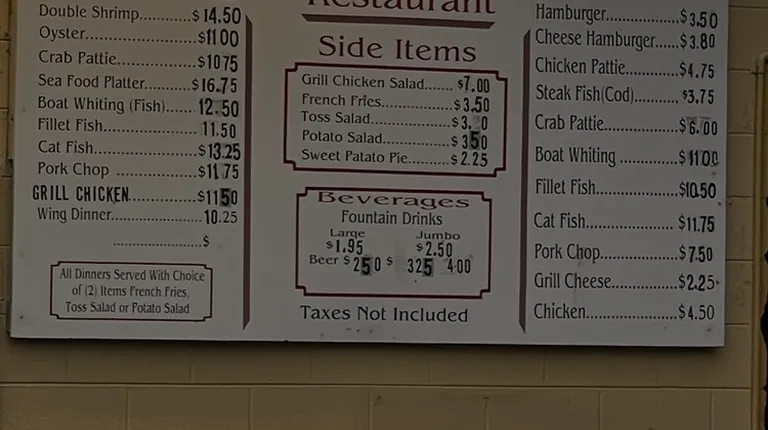 Double Shrimp............$ 14.50
Oyster.......................$11 00
Crab Pattie................$10 75
Sea Food Platter..........$16.75
Boat Whiting (Fish)...... 12.50
Fillet Fish.................... 11.50
Cat Fish.....................$13.25
Pork Chop ................$11 75
GRILL CHICKEN............$11 50
Wing Dinner................. 10.25
......................$
All Dinners Served With Choice
of (2) Items French Fries,
Toss Salad or Potato Salad
Restaurant
Side Items
Grill Chicken Salad....... $7.00
French Fries.................$3.50
Toss Salad...................$3.
Potato Salad................$ 350
Sweet Patato Pie..........$2.25
Beverages
Fountain Drinks
Large Jumbo
$1.95 $2.50
Beer $ 250 $ 325 4.00
Taxes Not Included
Hamburger..................$3.50
Cheese Hamburger......$3.80
Chicken Pattie.............$4.75
Steak Fish(Cod)........... $3.75
Crab Pattie..................$6.00
Boat Whiting ..............$11 00
Fillet Fish....................$10.50
Cat Fish...................... $11.75
Pork Chop...................$7.50
Grill Cheese.................$2.25
Chicken.......................$4.50